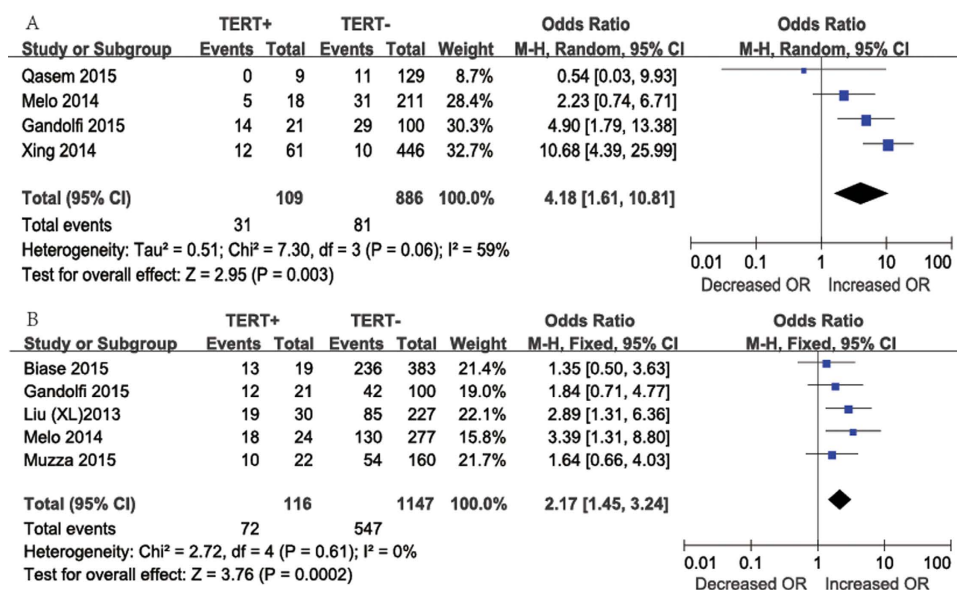 A
TERT+ TERT- Odds Ratio Odds Ratio
Study or Subgroup Events Total Events Total Weight M-H, Random, 95% CI M-H, Random, 95% CI
Qasem 2015 0 9 11 129 8.7% 0.54 [0.03, 9.93]
Melo 2014 5 18 31 211 28.4% 2.23 [0.74, 6.71]
Gandolfi 2015 14 21 29 100 30.3% 4.90 [1.79, 13.38]
Xing 2014 12 61 10 446 32.7% 10.68 [4.39, 25.99]
Total (95% CI) 109 886 100.0% 4.18 [1.61, 10.81]
Total events 31 81
Heterogeneity: Tau² = 0.51; Chi² = 7.30, df = 3 (P = 0.06); I² = 59%
Test for overall effect: Z = 2.95 (P = 0.003)
0.01 0.1 1 10 100
Decreased OR Increased OR
B
TERT+ TERT- Odds Ratio Odds Ratio
Study or Subgroup Events Total Events Total Weight M-H, Fixed, 95% CI M-H, Fixed, 95% CI
Biase 2015 13 19 236 383 21.4% 1.35 [0.50, 3.63]
Gandolfi 2015 12 21 42 100 19.0% 1.84 [0.71, 4.77]
Liu (XL)2013 19 30 85 227 22.1% 2.89 [1.31, 6.36]
Melo 2014 18 24 130 277 15.8% 3.39 [1.31, 8.80]
Muzza 2015 10 22 54 160 21.7% 1.64 [0.66, 4.03]
Total (95% CI) 116 1147 100.0% 2.17 [1.45, 3.24]
Total events 72 547
Heterogeneity: Chi² = 2.72, df = 4 (P = 0.61); I² = 0%
Test for overall effect: Z = 3.76 (P = 0.0002)
0.01 0.1 1 10 100
Decreased OR Increased OR